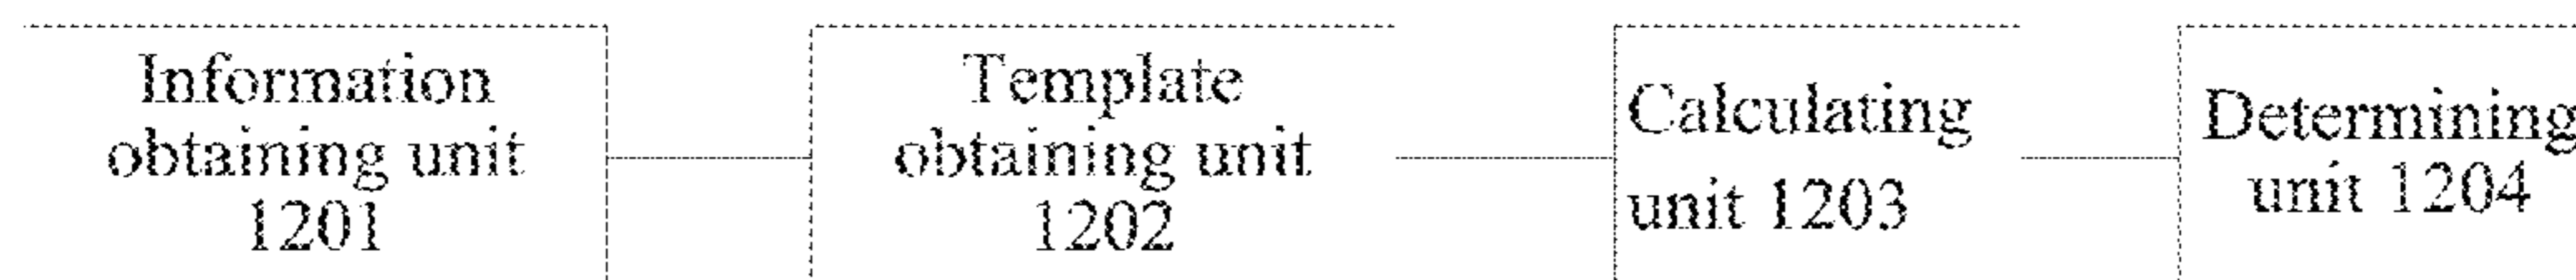 Information
obtaining unit
1201
Template
obtaining unit
1202
Calculating
unit 1203
Determining
unit 1204